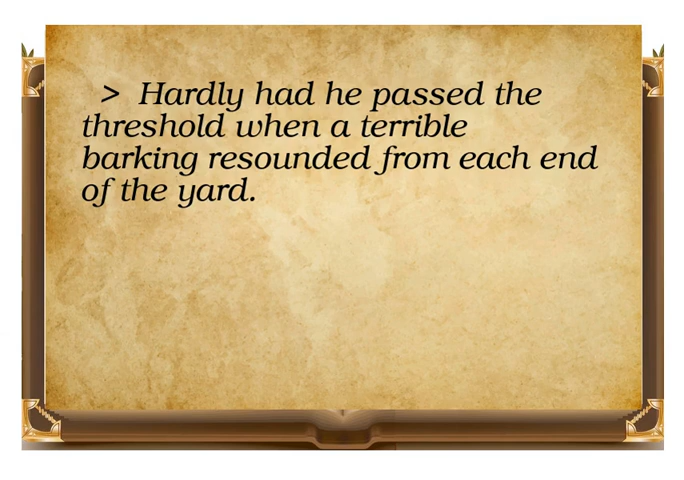 > Hardly had he passed the
threshold when a terrible
barking resounded from each end
of the yard.